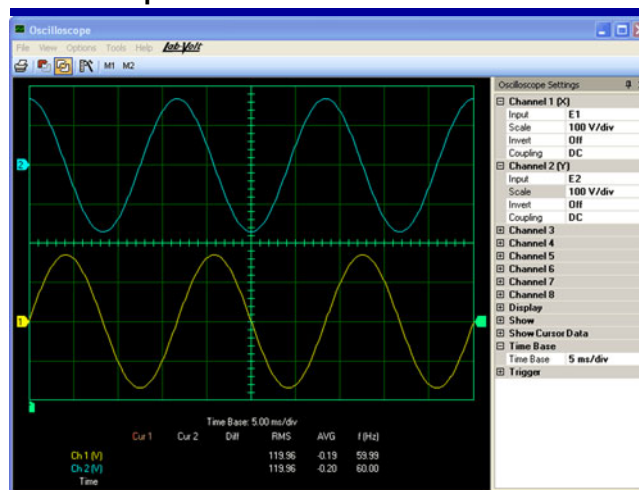 Oscilloscope
File View Options Tools Help Lab-Volt
M1 M2
Oscilloscope Settings
Channel 1 (X)
Input E1
Scale 100 V/div
Invert Off
Coupling DC
Channel 2 (Y)
Input E2
Scale 100 V/div
Invert Off
Coupling DC
Channel 3
Channel 4
Channel 5
Channel 6
Channel 7
Channel 8
Display
Show
Show Cursor Data
Time Base
Time Base 5 ms/div
Trigger
2
1
Time Base: 5.00 ms/div
Cur 1 Cur 2 Diff RMS AVG f (Hz)
Ch 1 (V) 119.96 -0.19 59.99
Ch 2 (V) 119.96 -0.20 60.00
Time